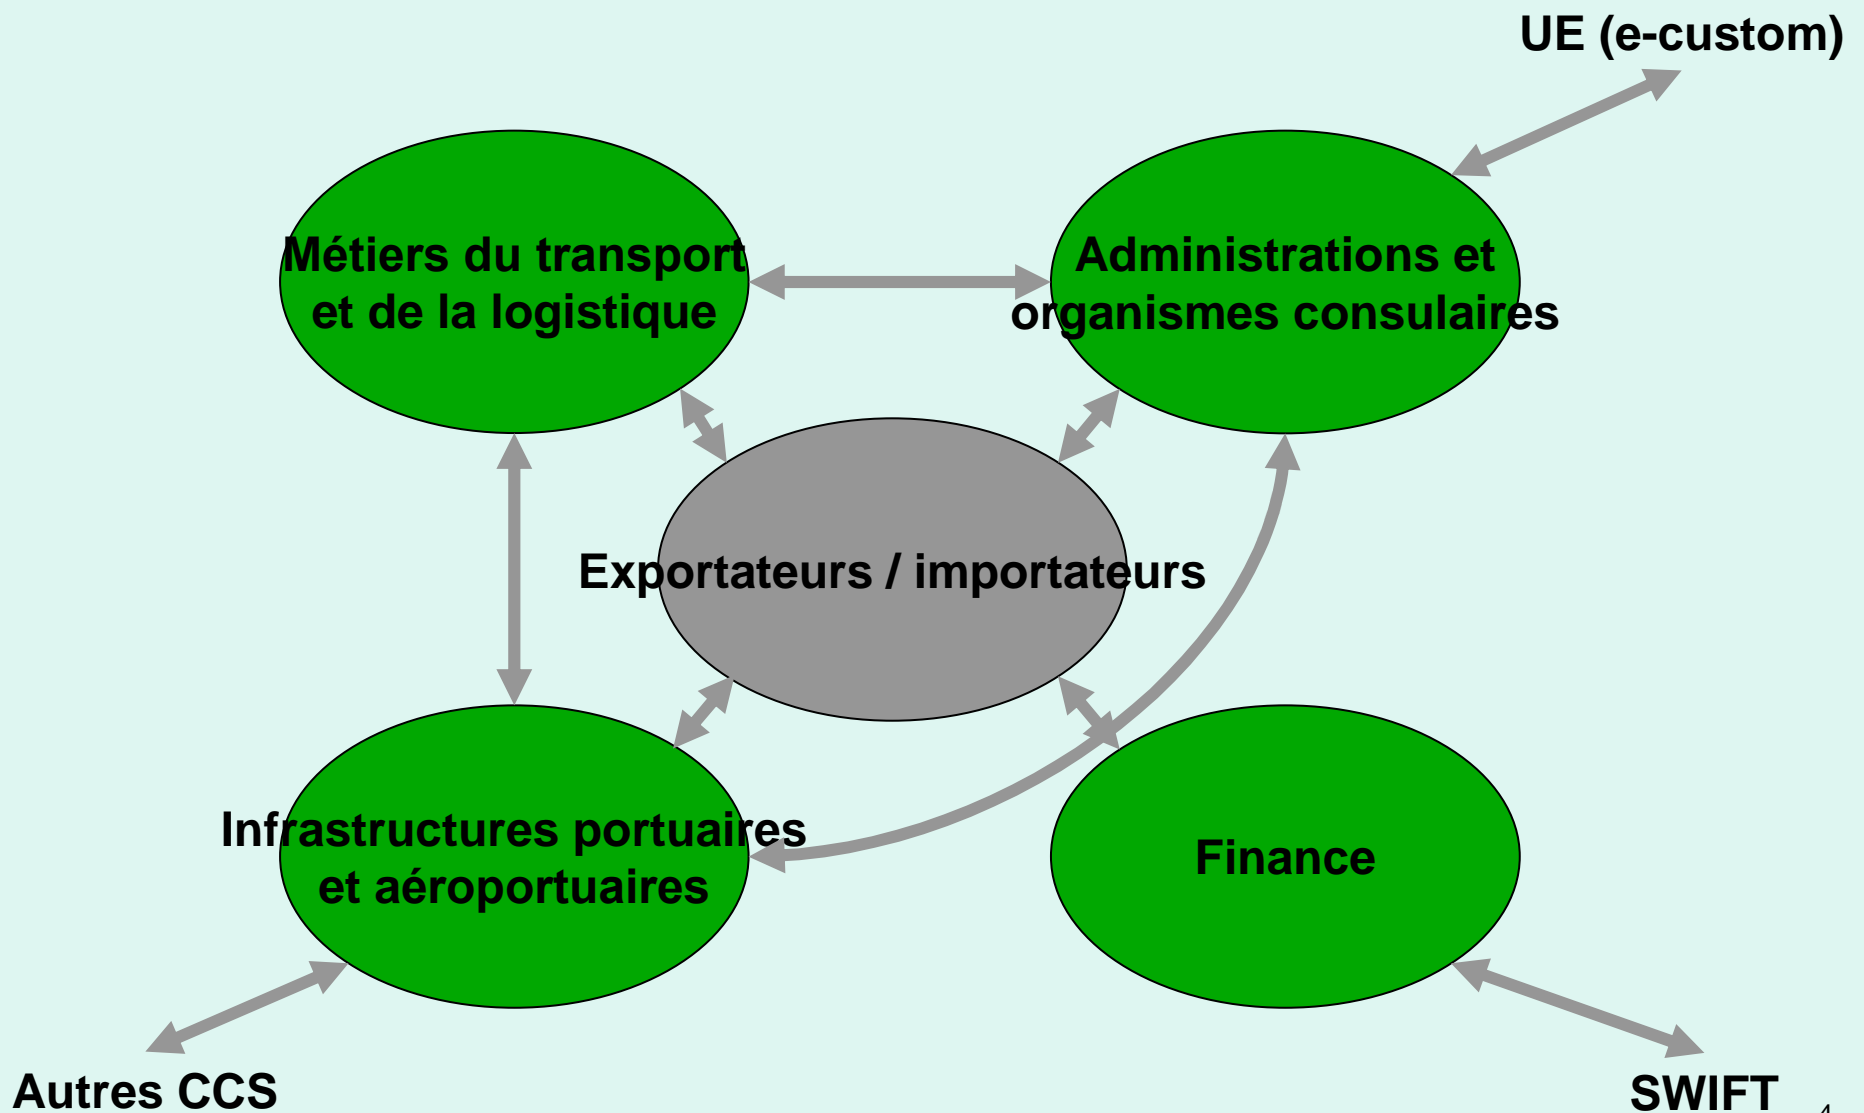 UE (e-custom)
Métiers du transport
et de la logistique
Administrations et
organismes consulaires
Exportateurs / importateurs
Infrastructures portuaires
et aéroportuaires
Finance
Autres CCS
SWIFT
4